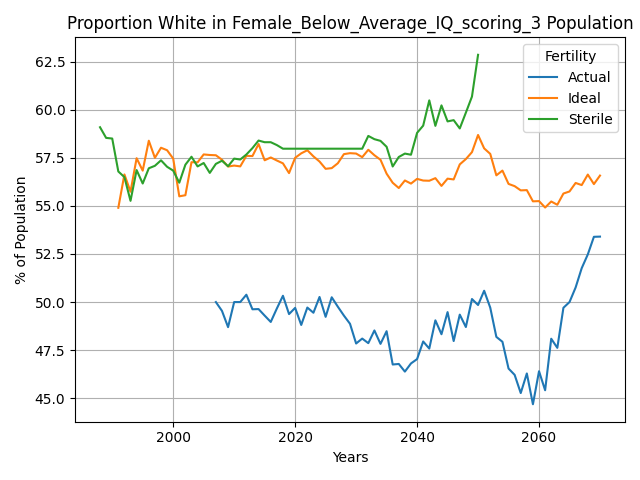 Proportion White in Female_Below_Average_IQ_scoring_3 Population
Fertility
Actual
Ideal
Sterile
% of Population
62.5
60.0
57.5
55.0
52.5
50.0
47.5
45.0
2000
2020
2040
2060
Years